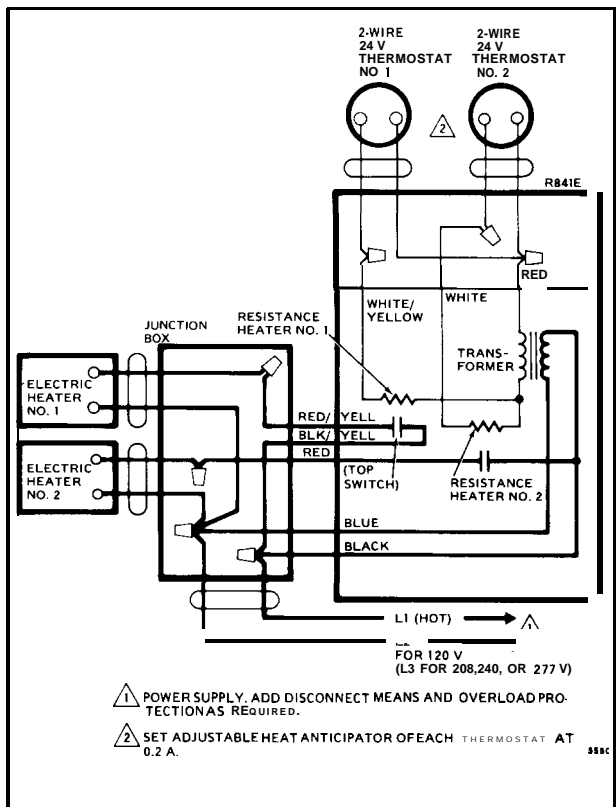 2-WIRE
24 V
THERMOSTAT
NO 1
2-WIRE
24 V
THERMOSTAT
NO. 2
2
R841E
RED
WHITE/
YELLOW
WHITE
RESISTANCE
HEATER NO. 1
JUNCTION
BOX
TRANS-
FORMER
ELECTRIC
HEATER
NO. 1
RED/ YELL
BLK/ YELL
RED
ELECTRIC
HEATER
NO. 2
(TOP
SWITCH)
RESISTANCE
HEATER NO. 2
BLUE
BLACK
L1 (HOT)
1
FOR 120 V
(L3 FOR 208,240, OR 277 V)
1 POWER SUPPLY. ADD DISCONNECT MEANS AND OVERLOAD PRO-
TECTIONAS REQUIRED.
2 SET ADJUSTABLE HEAT ANTICIPATOR OF EACH THERMOSTAT AT
0.2 A.